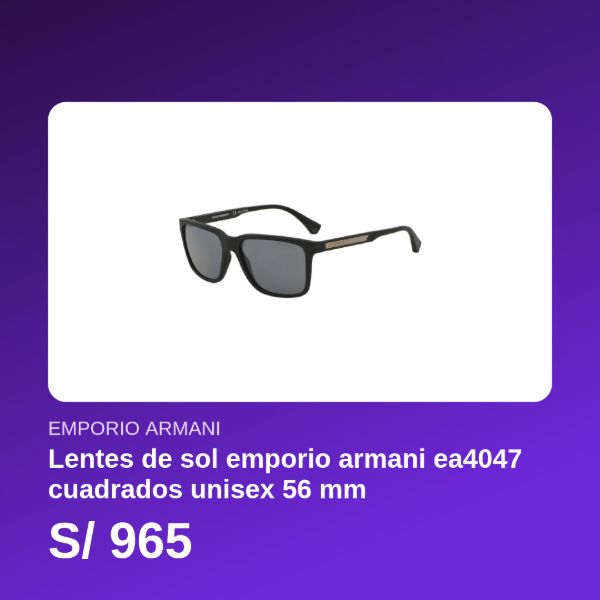 EMPORIO ARMANI
Lentes de sol emporio armani ea4047
cuadrados unisex 56 mm
S/ 965